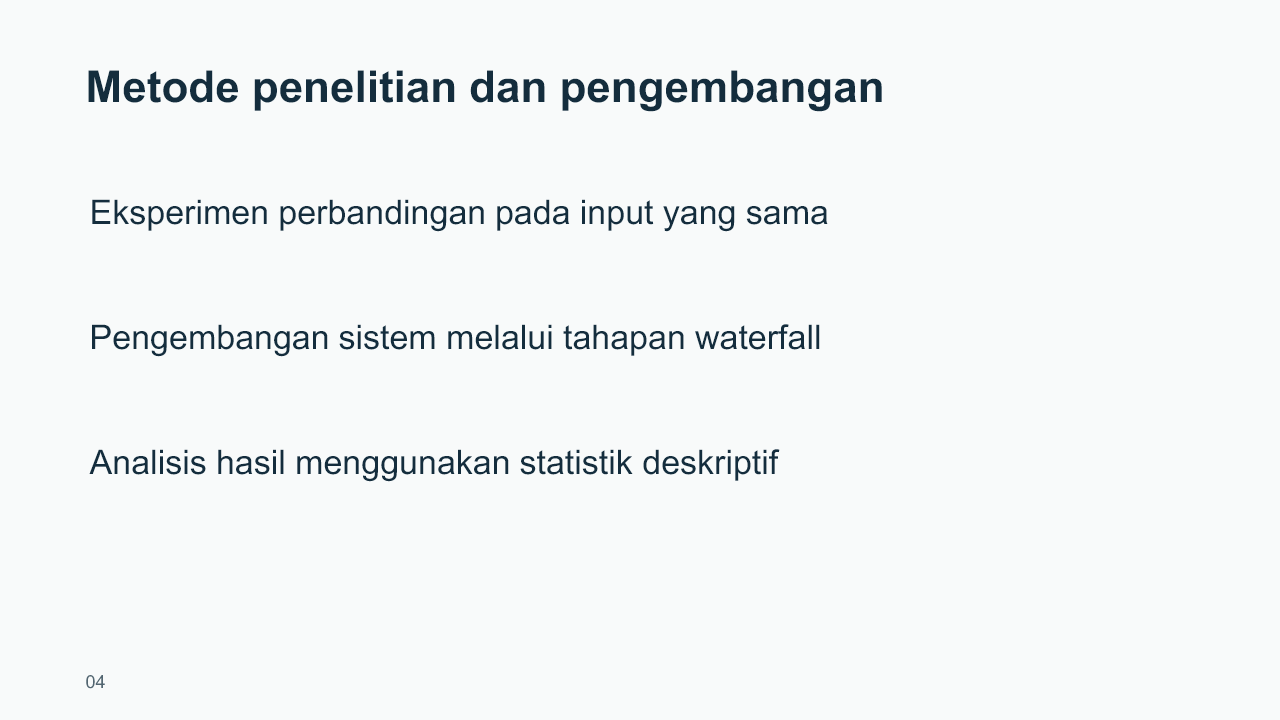 Metode penelitian dan pengembangan
Eksperimen perbandingan pada input yang sama
Pengembangan sistem melalui tahapan waterfall
Analisis hasil menggunakan statistik deskriptif
04